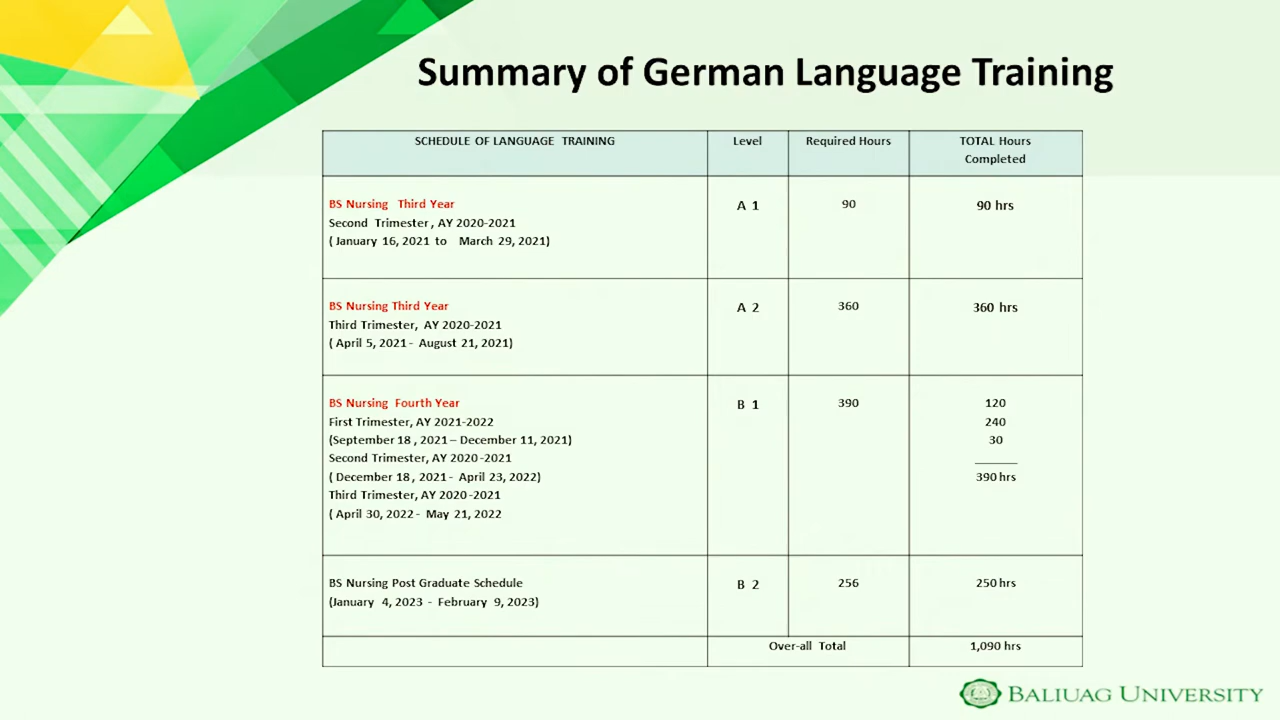 Summary of German Language Training
SCHEDULE OF LANGUAGE TRAINING Level Required Hours TOTAL Hours
Completed
BS Nursing Third Year A 1 90 90 hrs
Second Trimester, AY 2020-2021
( January 16, 2021 to March 29, 2021)
BS Nursing Third Year A 2 360 360 hrs
Third Trimester, AY 2020-2021
( April 5, 2021 - August 21, 2021)
BS Nursing Fourth Year B 1 390 120
First Trimester, AY 2021-2022 240
(September 18 , 2021 – December 11, 2021) 30
Second Trimester, AY 2020-2021
( December 18 , 2021 - April 23, 2022) 390 hrs
Third Trimester, AY 2020-2021
( April 30, 2022 - May 21, 2022
BS Nursing Post Graduate Schedule B 2 256 250 hrs
(January 4, 2023 - February 9, 2023)
Over-all Total 1,090 hrs
BALIUAG UNIVERSITY